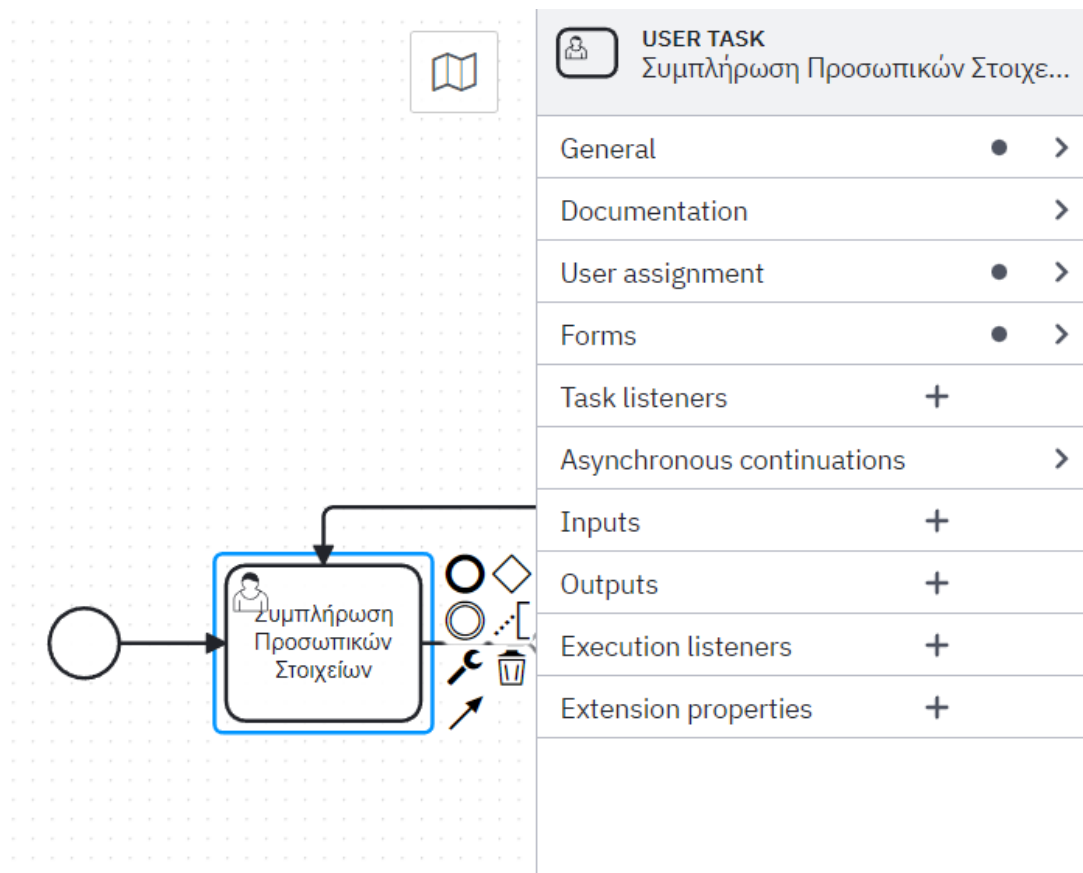 USER TASK
Συμπλήρωση Προσωπικών Στοιχε...
General
Documentation
User assignment
Forms
Task listeners
Asynchronous continuations
Inputs
Outputs
Execution listeners
Extension properties
Συμπλήρωση
Προσωπικών
Στοιχείων